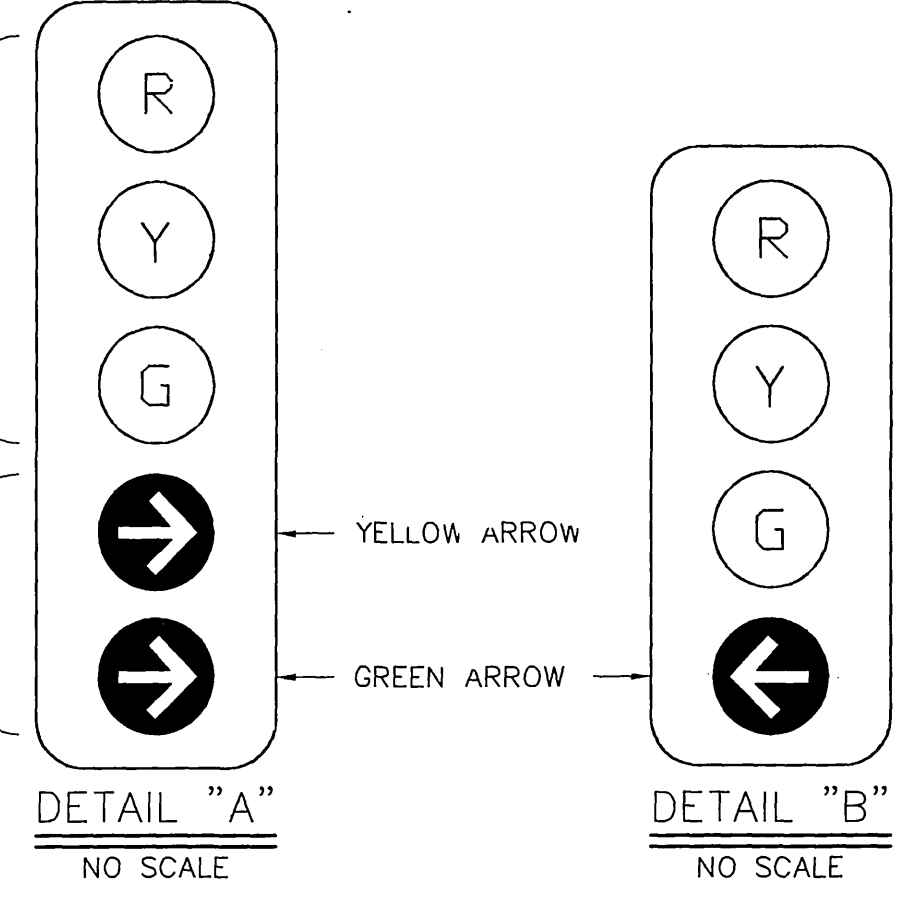 R
Y
G
YELLOW ARROW
GREEN ARROW
DETAIL "A"
NO SCALE
R
Y
G
DETAIL "B"
NO SCALE